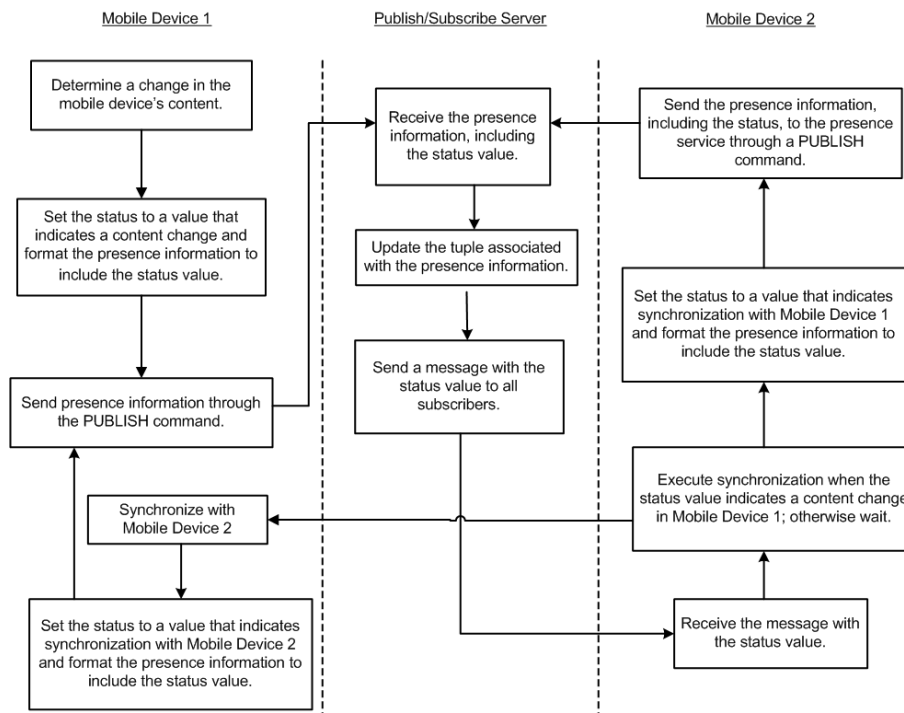 Mobile Device 1
Publish/Subscribe Server
Mobile Device 2
Determine a change in the
mobile device's content.
Set the status to a value that
indicates a content change and
format the presence information to
include the status value.
Send presence information through
the PUBLISH command.
Synchronize with
Mobile Device 2
Set the status to a value that indicates
synchronization with Mobile Device 2
and format the presence information to
include the status value.
Receive the presence
information, including
the status value.
Update the tuple associated
with the presence information.
Send a message with the
status value to all
subscribers.
Send the presence information,
including the status, to the presence
service through a PUBLISH
command.
Set the status to a value that indicates
synchronization with Mobile Device 1
and format the presence information to
include the status value.
Execute synchronization when the
status value indicates a content change
in Mobile Device 1; otherwise wait.
Receive the message with
the status value.